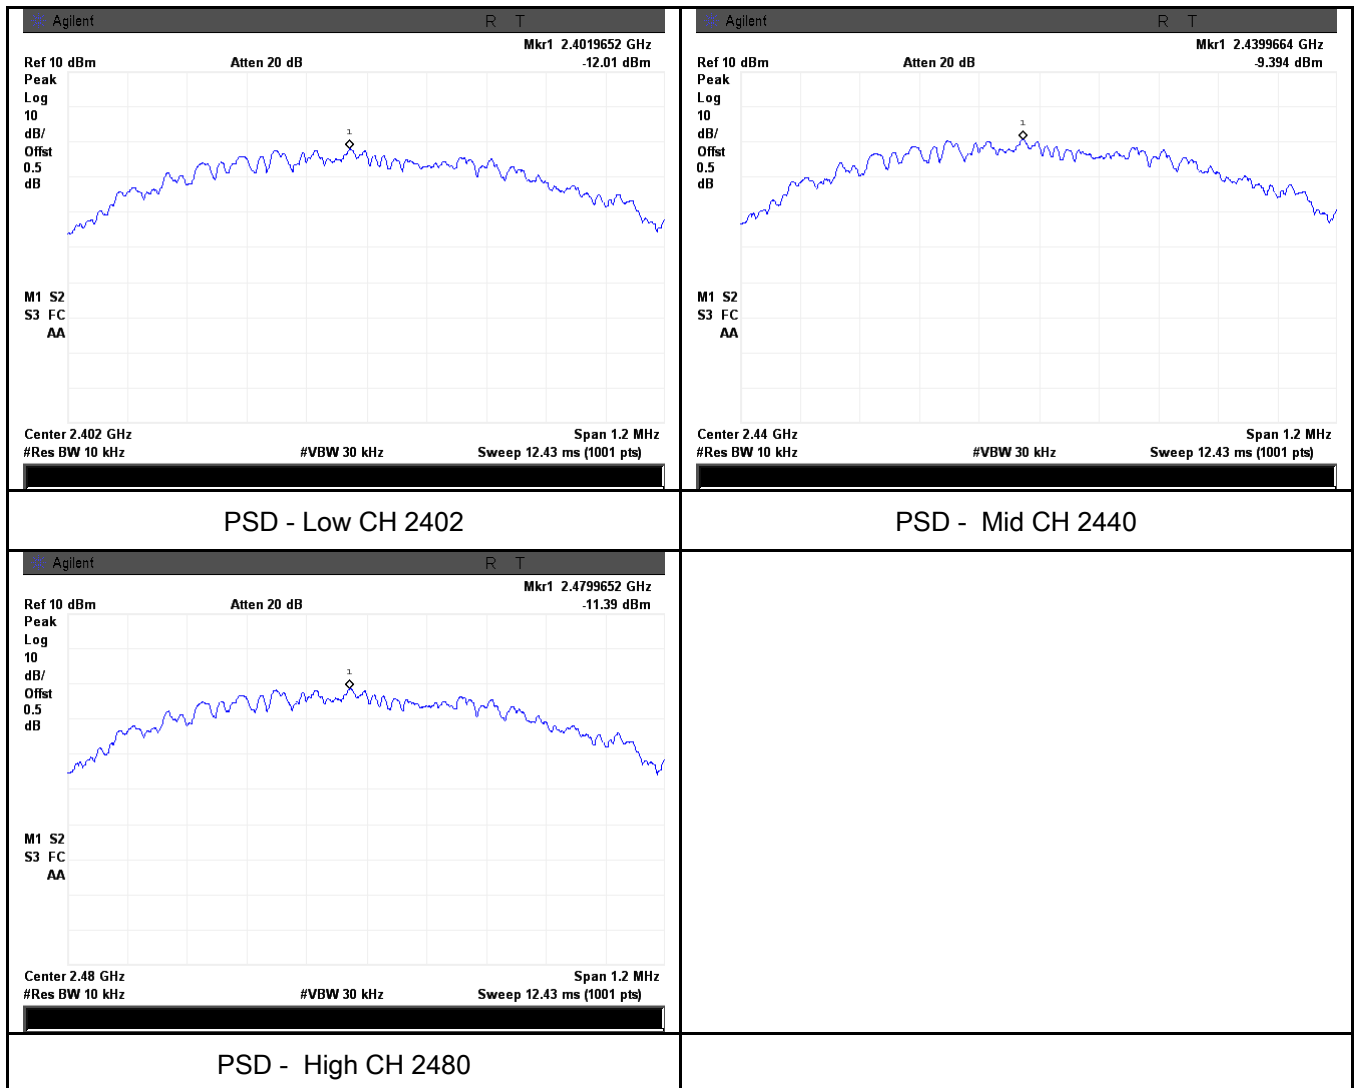 Agilent R T
Mkr1 2.4019652 GHz
Ref 10 dBm Atten 20 dB -12.01 dBm
Peak
Log
10
dB/
Offst
0.5
dB
1
M1 S2
S3 FC
AA
Center 2.402 GHz Span 1.2 MHz
#Res BW 10 kHz #VBW 30 kHz Sweep 12.43 ms (1001 pts)
PSD - Low CH 2402
Agilent R T
Mkr1 2.4399664 GHz
Ref 10 dBm Atten 20 dB -9.394 dBm
Peak
Log
10
dB/
Offst
0.5
dB
1
M1 S2
S3 FC
AA
Center 2.44 GHz Span 1.2 MHz
#Res BW 10 kHz #VBW 30 kHz Sweep 12.43 ms (1001 pts)
PSD - Mid CH 2440
Agilent R T
Mkr1 2.4799652 GHz
Ref 10 dBm Atten 20 dB -11.39 dBm
Peak
Log
10
dB/
Offst
0.5
dB
1
M1 S2
S3 FC
AA
Center 2.48 GHz Span 1.2 MHz
#Res BW 10 kHz #VBW 30 kHz Sweep 12.43 ms (1001 pts)
PSD - High CH 2480